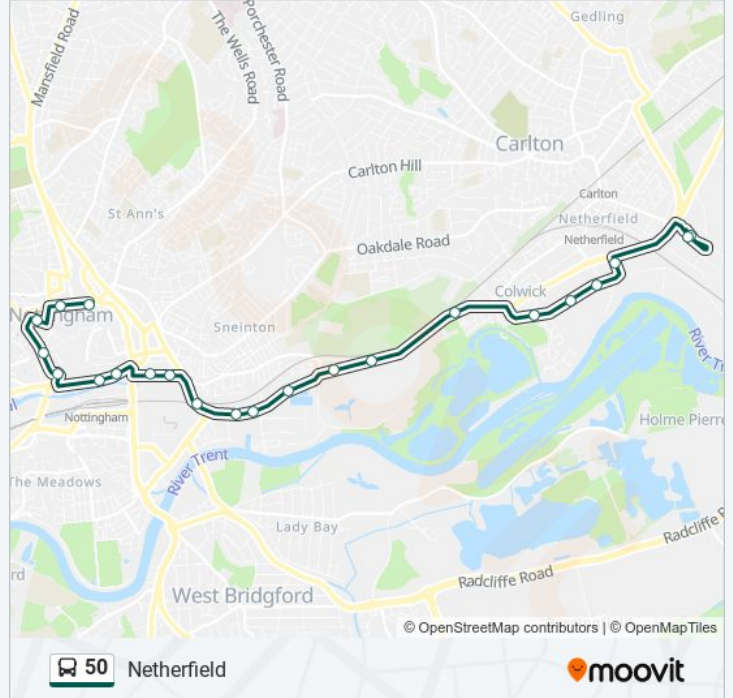 Gedling
Mansfield Road
The Wells Road
Porchester Road
Carlton
Carlton Hill
Carlton
St Ann's
Netherfield
Oakdale Road
Netherfield
Colwick
Nottingham
Sneinton
River Tr
Nottingham
Holme Pierre
River Trent
The Meadows
Lady Bay
Radcliffe R
Radcliffe Road
rd
West Bridgford
© OpenStreetMap contributors | © OpenMapTiles
50 Netherfield
moovit